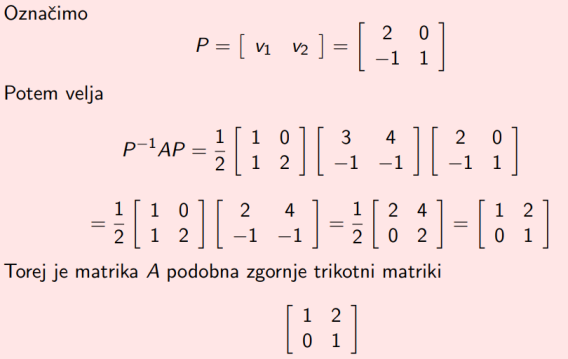 Označimo
P = [ v₁ v₂ ] = [ 2 0 ; −1 1 ]
Potem velja
P⁻¹AP = 1/2 [ 1 0 ; 1 2 ] [ 3 4 ; −1 −1 ] [ 2 0 ; −1 1 ]
= 1/2 [ 1 0 ; 1 2 ] [ 2 4 ; −1 −1 ] = 1/2 [ 2 4 ; 0 2 ] = [ 1 2 ; 0 1 ]
Torej je matrika A podobna zgornje trikotni matriki
[ 1 2 ; 0 1 ]